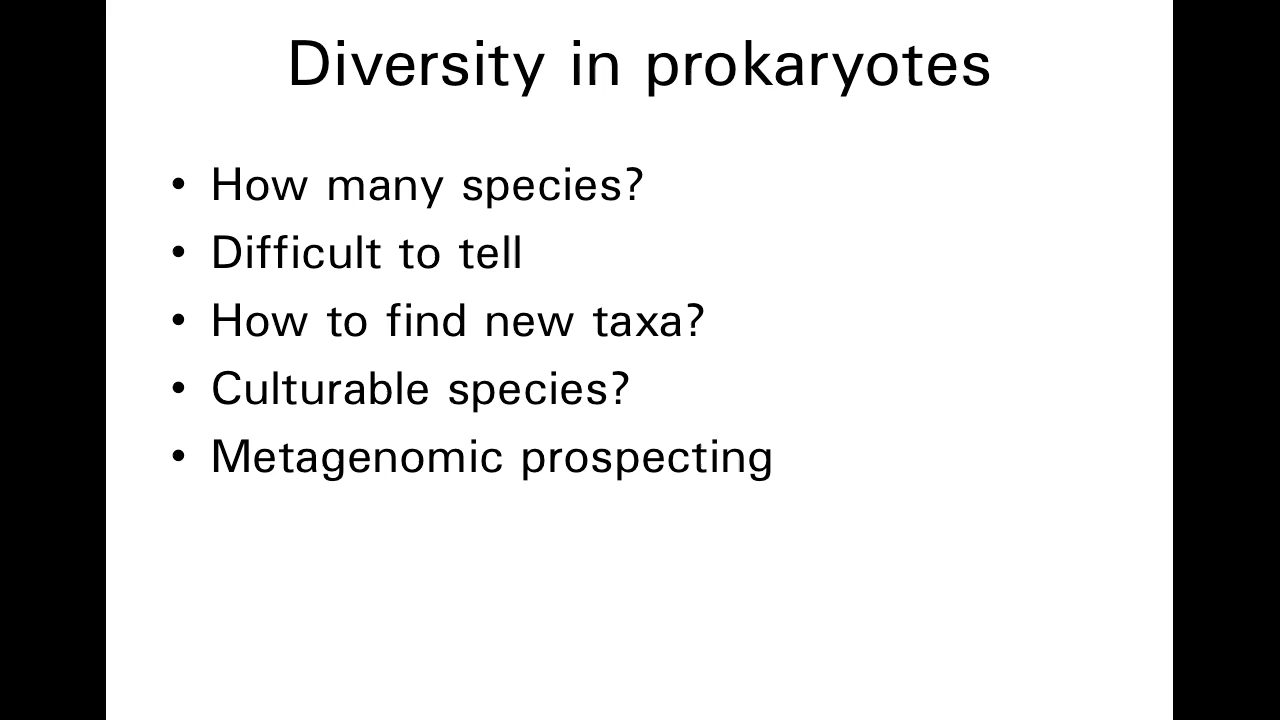 Diversity in prokaryotes
• How many species?
• Difficult to tell
• How to find new taxa?
• Culturable species?
• Metagenomic prospecting